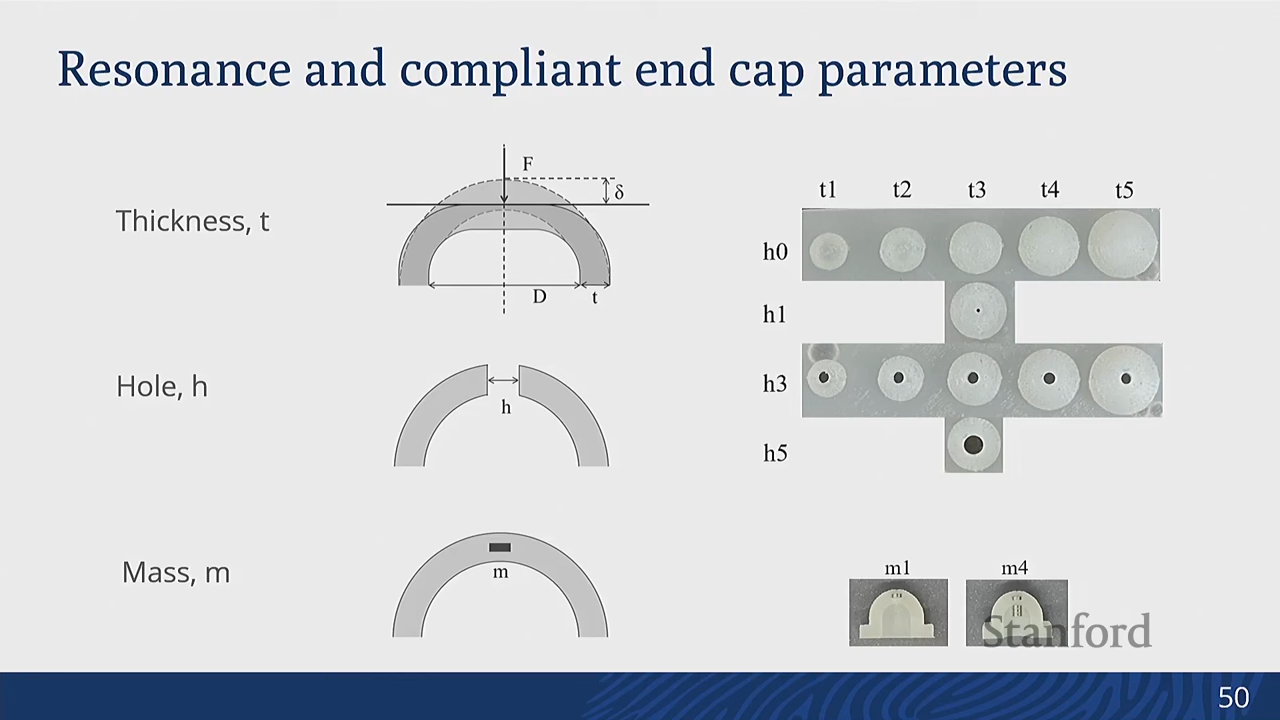 Resonance and compliant end cap parameters
Thickness, t
F
δ
D
t
t1 t2 t3 t4 t5
h0
h1
h3
h5
Hole, h
h
Mass, m
m
m1 m4
Stanford
50